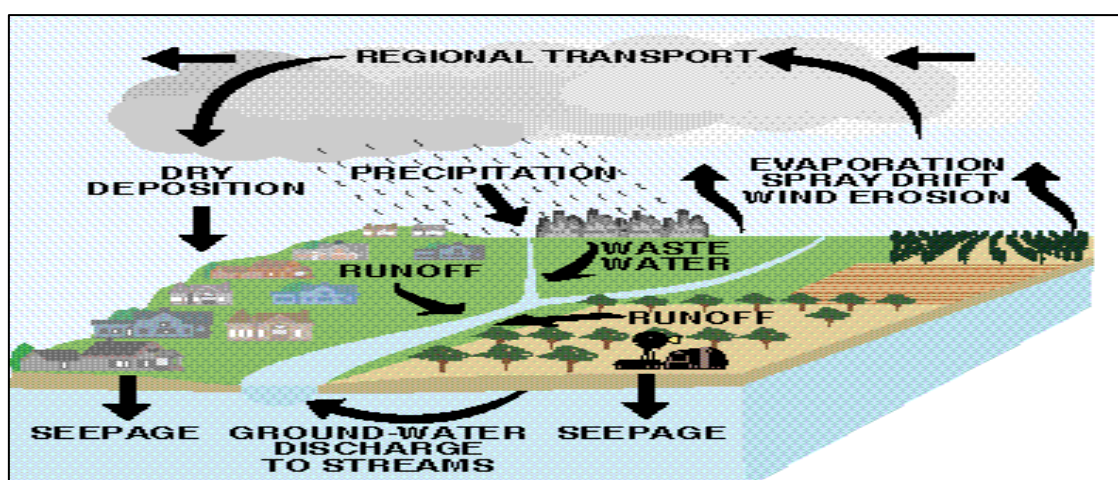 REGIONAL TRANSPORT
DRY
DEPOSITION
PRECIPITATION
EVAPORATION
SPRAY DRIFT
WIND EROSION
WASTE
WATER
RUNOFF
RUNOFF
SEEPAGE
GROUND-WATER
DISCHARGE
TO STREAMS
SEEPAGE